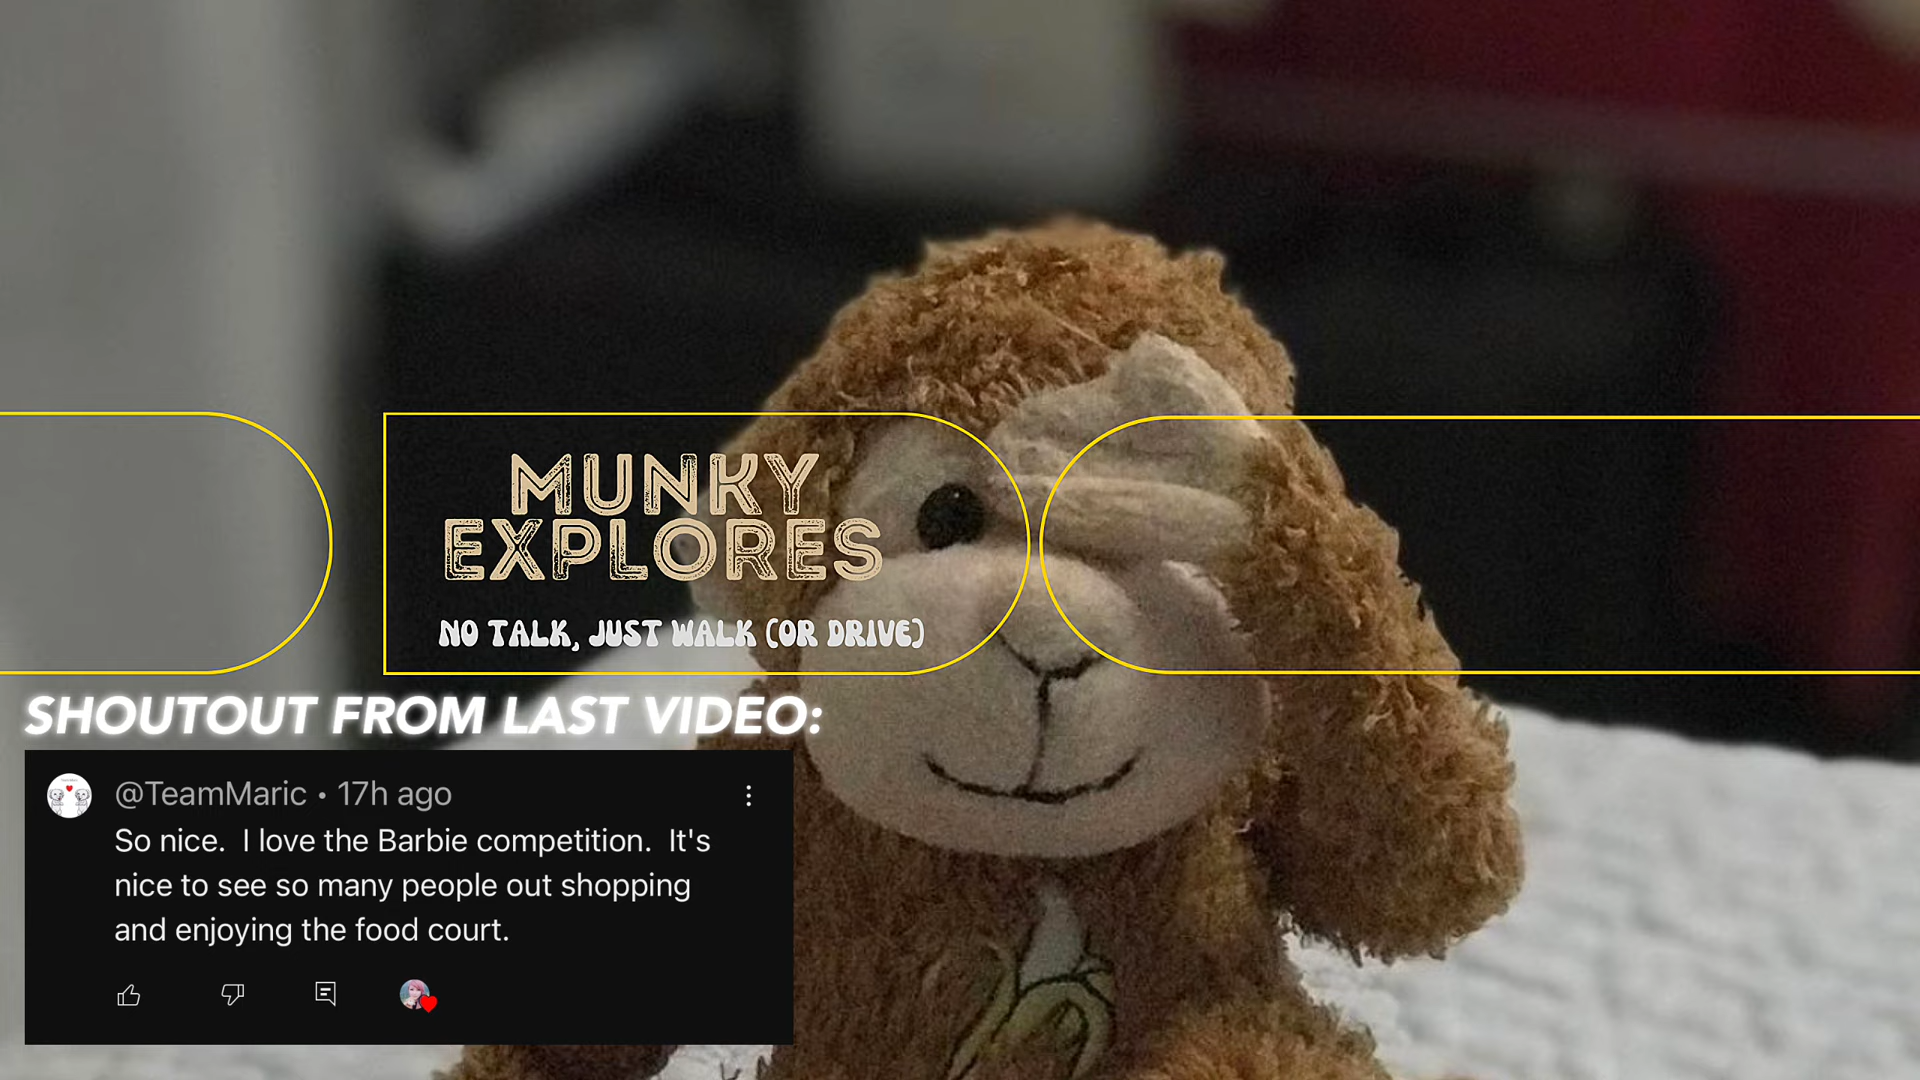 MUNKY
EXPLORES
NO TALK, JUST WALK (OR DRIVE)
SHOUTOUT FROM LAST VIDEO:
@TeamMaric • 17h ago
So nice.  I love the Barbie competition.  It's
nice to see so many people out shopping
and enjoying the food court.